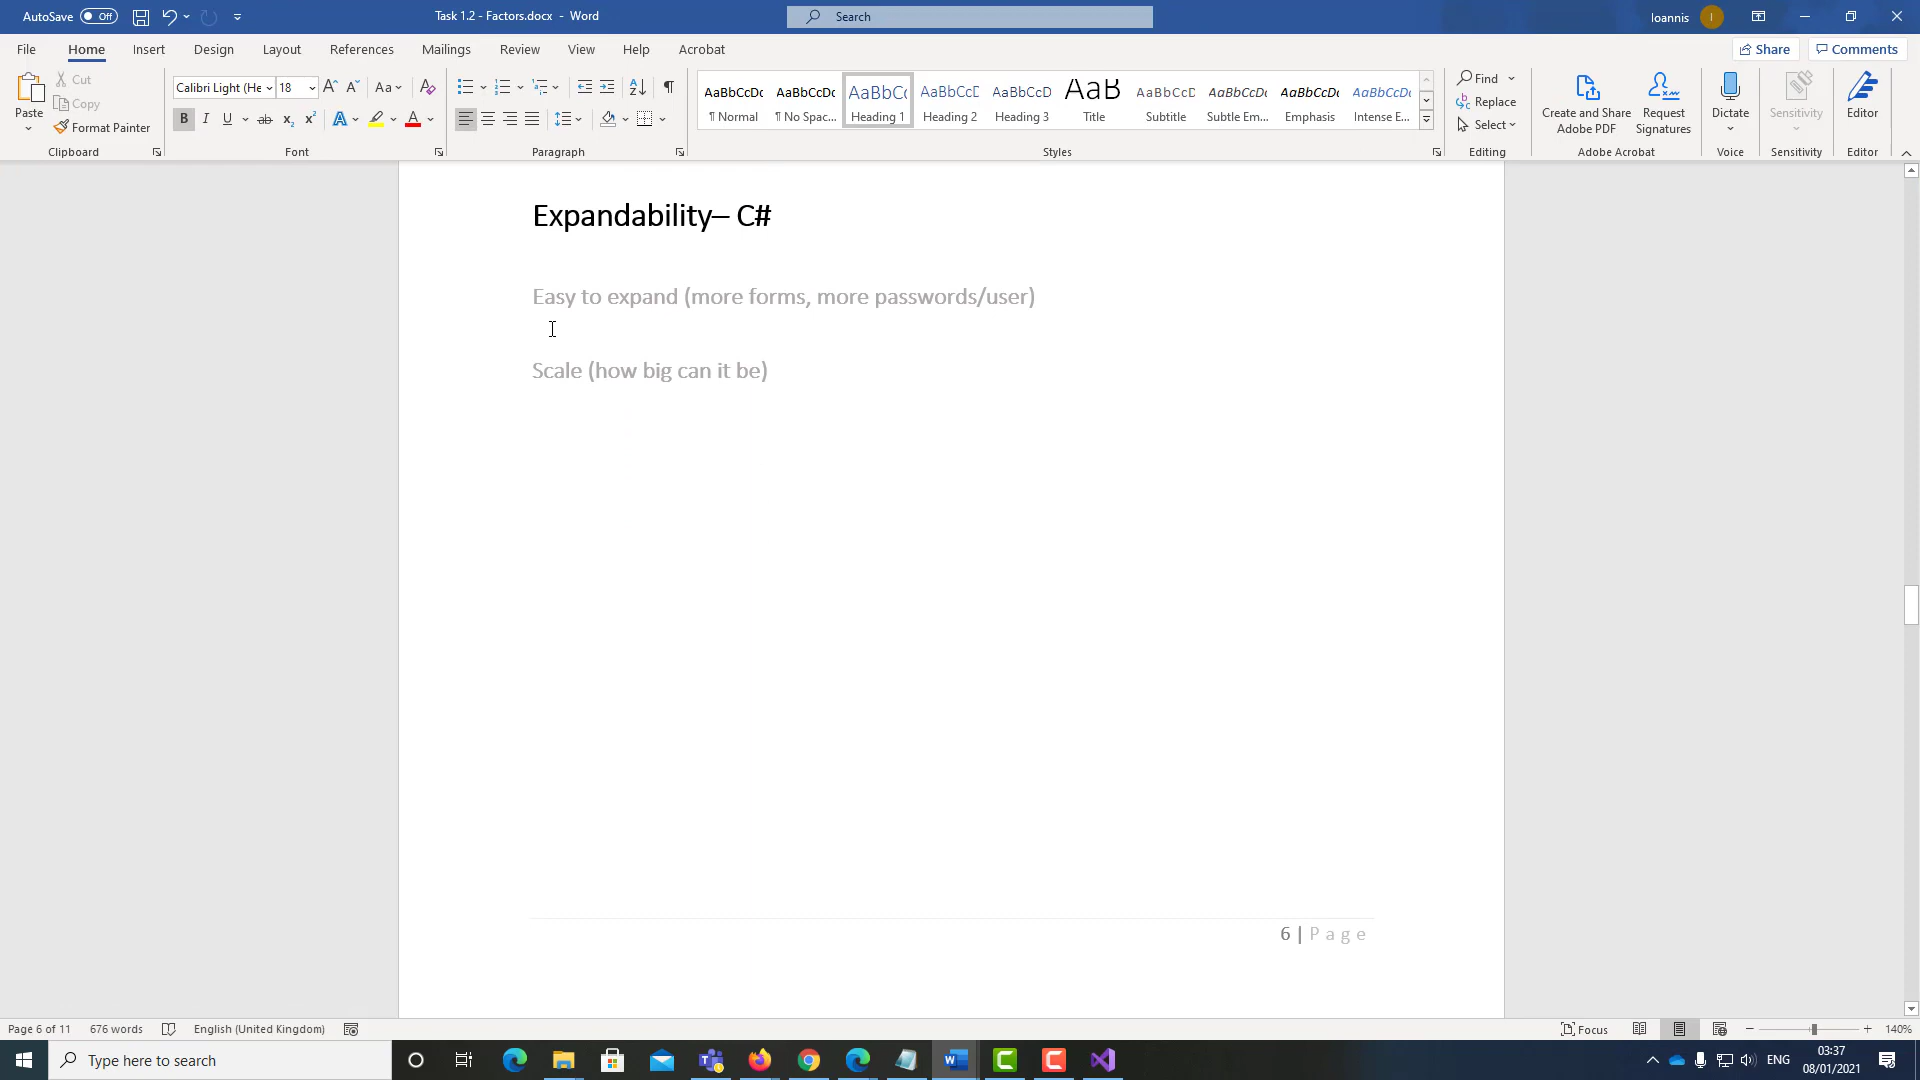 AutoSave Off
Task 1.2 - Factors.docx - Word
Search
Ioannis I
File Home Insert Design Layout References Mailings Review View Help Acrobat
Share Comments
Paste
Cut
Copy
Format Painter
Clipboard
Calibri Light (He 18
Font
Paragraph
AaBbCcDc AaBbCcDc AaBbC( AaBbCcD AaBbCcD AaB AaBbCcD AaBbCcDc AaBbCcDc AaBbCcDc
¶ Normal ¶ No Spac... Heading 1 Heading 2 Heading 3 Title Subtitle Subtle Em... Emphasis Intense E...
Styles
Find
Replace
Select
Editing
Create and Share Adobe PDF
Request Signatures
Adobe Acrobat
Dictate
Voice
Sensitivity
Sensitivity
Editor
Editor
Expandability– C#
Easy to expand (more forms, more passwords/user)
Scale (how big can it be)
6 | Page
Page 6 of 11 676 words English (United Kingdom)
Focus
140%
Type here to search
ENG
03:37
08/01/2021